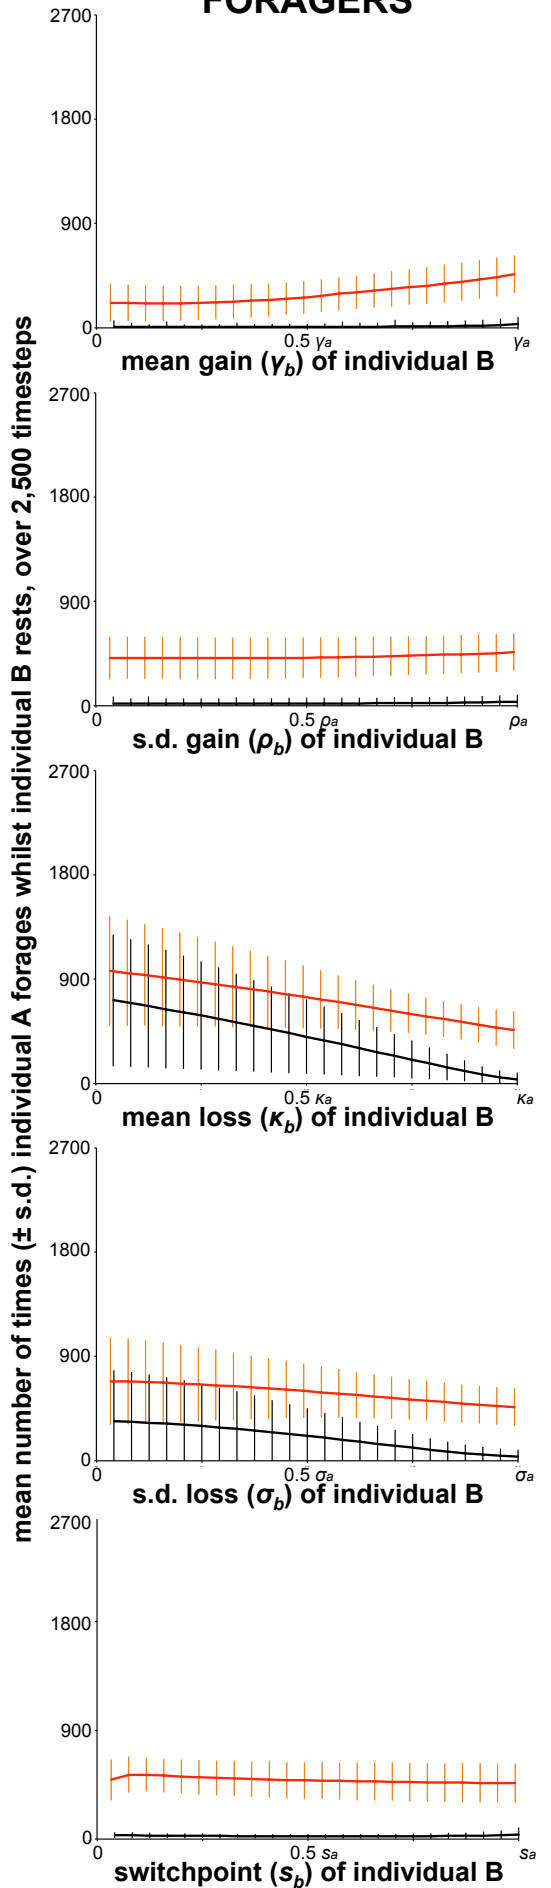 FORAGERS
mean number of times (± s.d.) individual A forages whilst individual B rests, over 2,500 timesteps
2700
1800
900
0
0 0.5 γa γa
mean gain (γb) of individual B
2700
1800
900
0
0 0.5 ρa ρa
s.d. gain (ρb) of individual B
2700
1800
900
0
0 0.5 κa κa
mean loss (κb) of individual B
2700
1800
900
0
0 0.5 σa σa
s.d. loss (σb) of individual B
2700
1800
900
0
0 0.5 sa sa
switchpoint (sb) of individual B